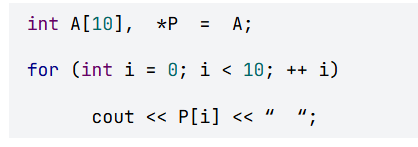 int A[10],  *P  =  A;
for (int i = 0; i < 10; ++ i)
cout << P[i] << “  “;